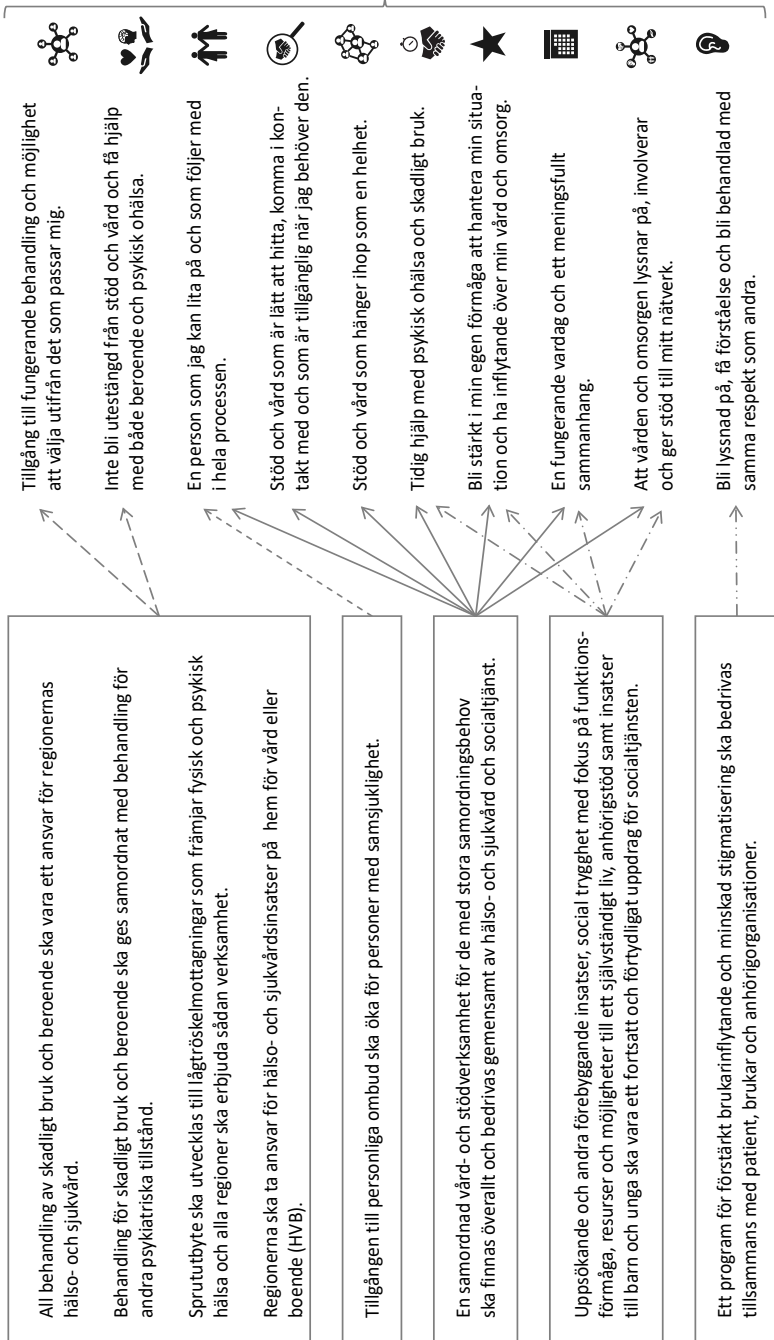 All behandling av skadligt bruk och beroende ska vara ett ansvar för regionernas
hälso- och sjukvård.
Behandling för skadligt bruk och beroende ska ges samordnat med behandling för
andra psykiatriska tillstånd.
Sprututbyte ska utvecklas till lågtröskelmottagningar som främjar fysisk och psykisk
hälsa och alla regioner ska erbjuda sådan verksamhet.
Regionerna ska ta ansvar för hälso- och sjukvårdsinsatser på hem för vård eller
boende (HVB).
Tillgången till personliga ombud ska öka för personer med samsjuklighet.
En samordnad vård- och stödverksamhet för de med stora samordningsbehov
ska finnas överallt och bedrivas gemensamt av hälso- och sjukvård och socialtjänst.
Uppsökande och andra förebyggande insatser, social trygghet med fokus på funktions-
förmåga, resurser och möjligheter till ett självständigt liv, anhörigstöd samt insatser
till barn och unga ska vara ett fortsatt och förtydligat uppdrag för socialtjänsten.
Ett program för förstärkt brukarinflytande och minskad stigmatisering ska bedrivas
tillsammans med patient, brukar och anhörigorganisationer.
Tillgång till fungerande behandling och möjlighet
att välja utifrån det som passar mig.
Inte bli utestängd från stöd och vård och få hjälp
med både beroende och psykisk ohälsa.
En person som jag kan lita på och som följer med
i hela processen.
Stöd och vård som är lätt att hitta, komma i kon-
takt med och som är tillgänglig när jag behöver den.
Stöd och vård som hänger ihop som en helhet.
Tidig hjälp med psykisk ohälsa och skadligt bruk.
Bli stärkt i min egen förmåga att hantera min situa-
tion och ha inflytande över min vård och omsorg.
En fungerande vardag och ett meningsfullt
sammanhang.
Att vården och omsorgen lyssnar på, involverar
och ger stöd till mitt nätverk.
Bli lyssnad på, få förståelse och bli behandlad med
samma respekt som andra.